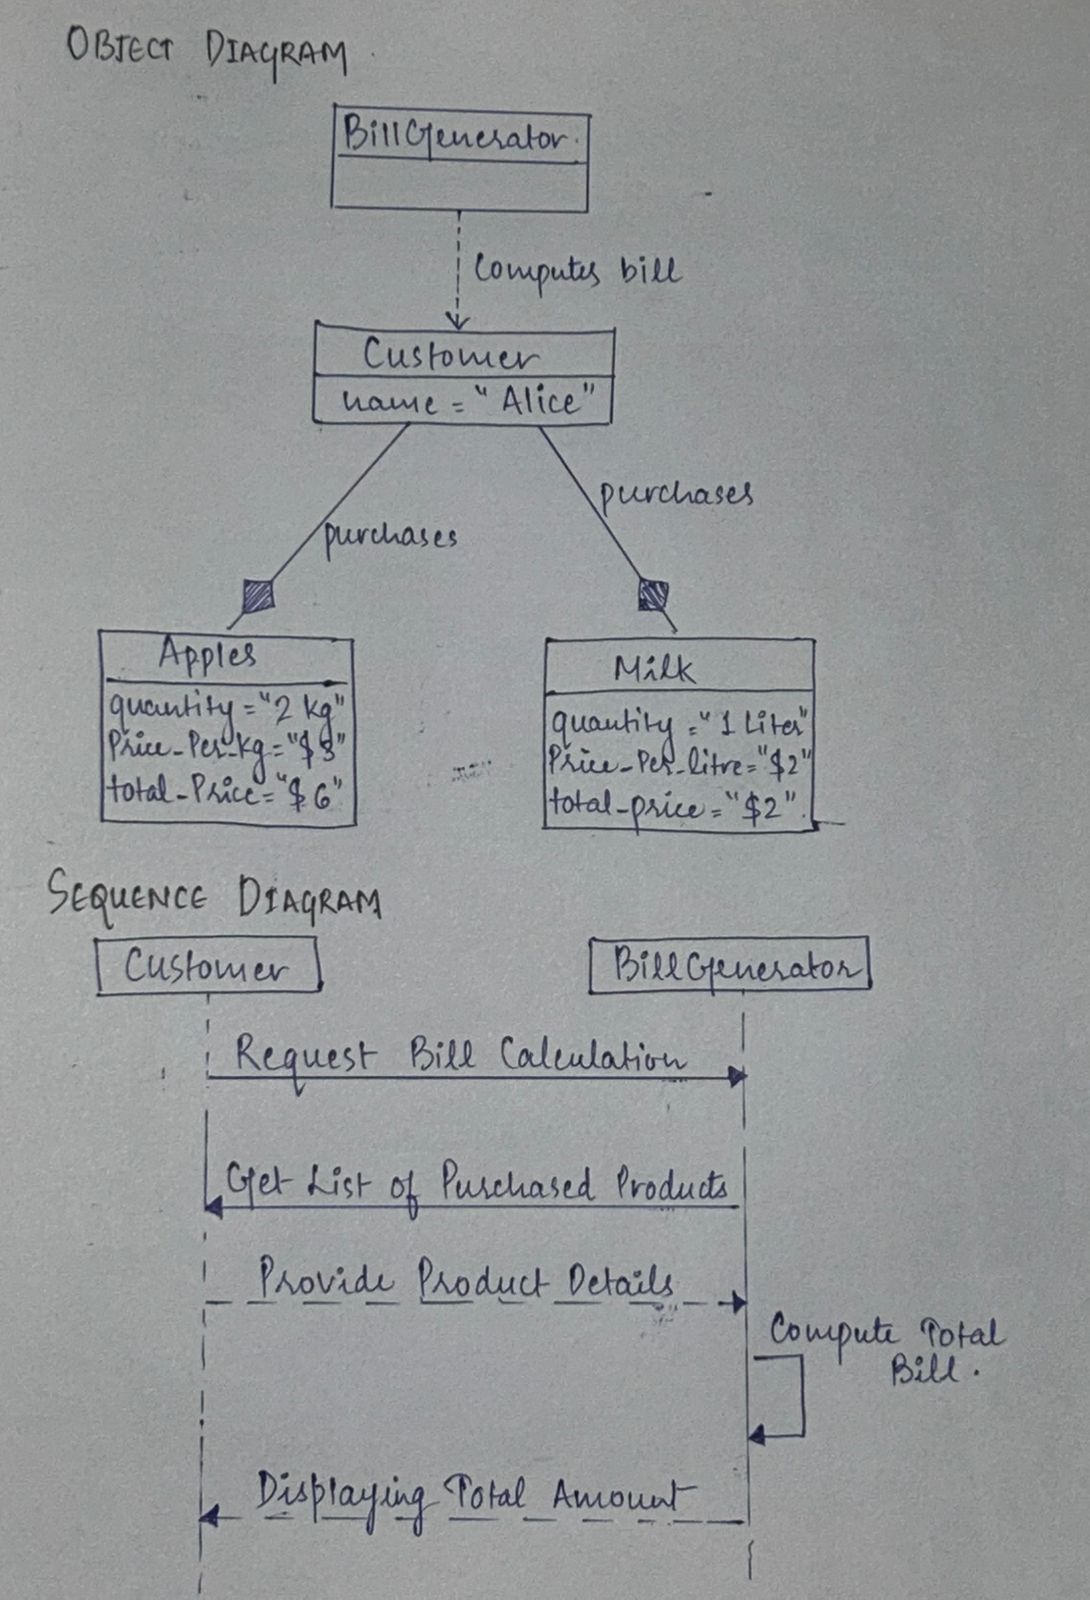 OBJECT DIAGRAM.
BillGenerator.
Computes bill
Customer
name = "Alice"
purchases
purchases
Apples
quantity = "2 kg"
Price_Per_kg = "$3"
total_Price = "$6"
Milk
quantity = "1 Liter"
Price_Per_litre = "$2"
total_price = "$2".
SEQUENCE DIAGRAM
Customer
BillGenerator
Request Bill Calculation
Get List of Purchased Products
Provide Product Details
Compute Total
Bill.
Displaying Total Amount